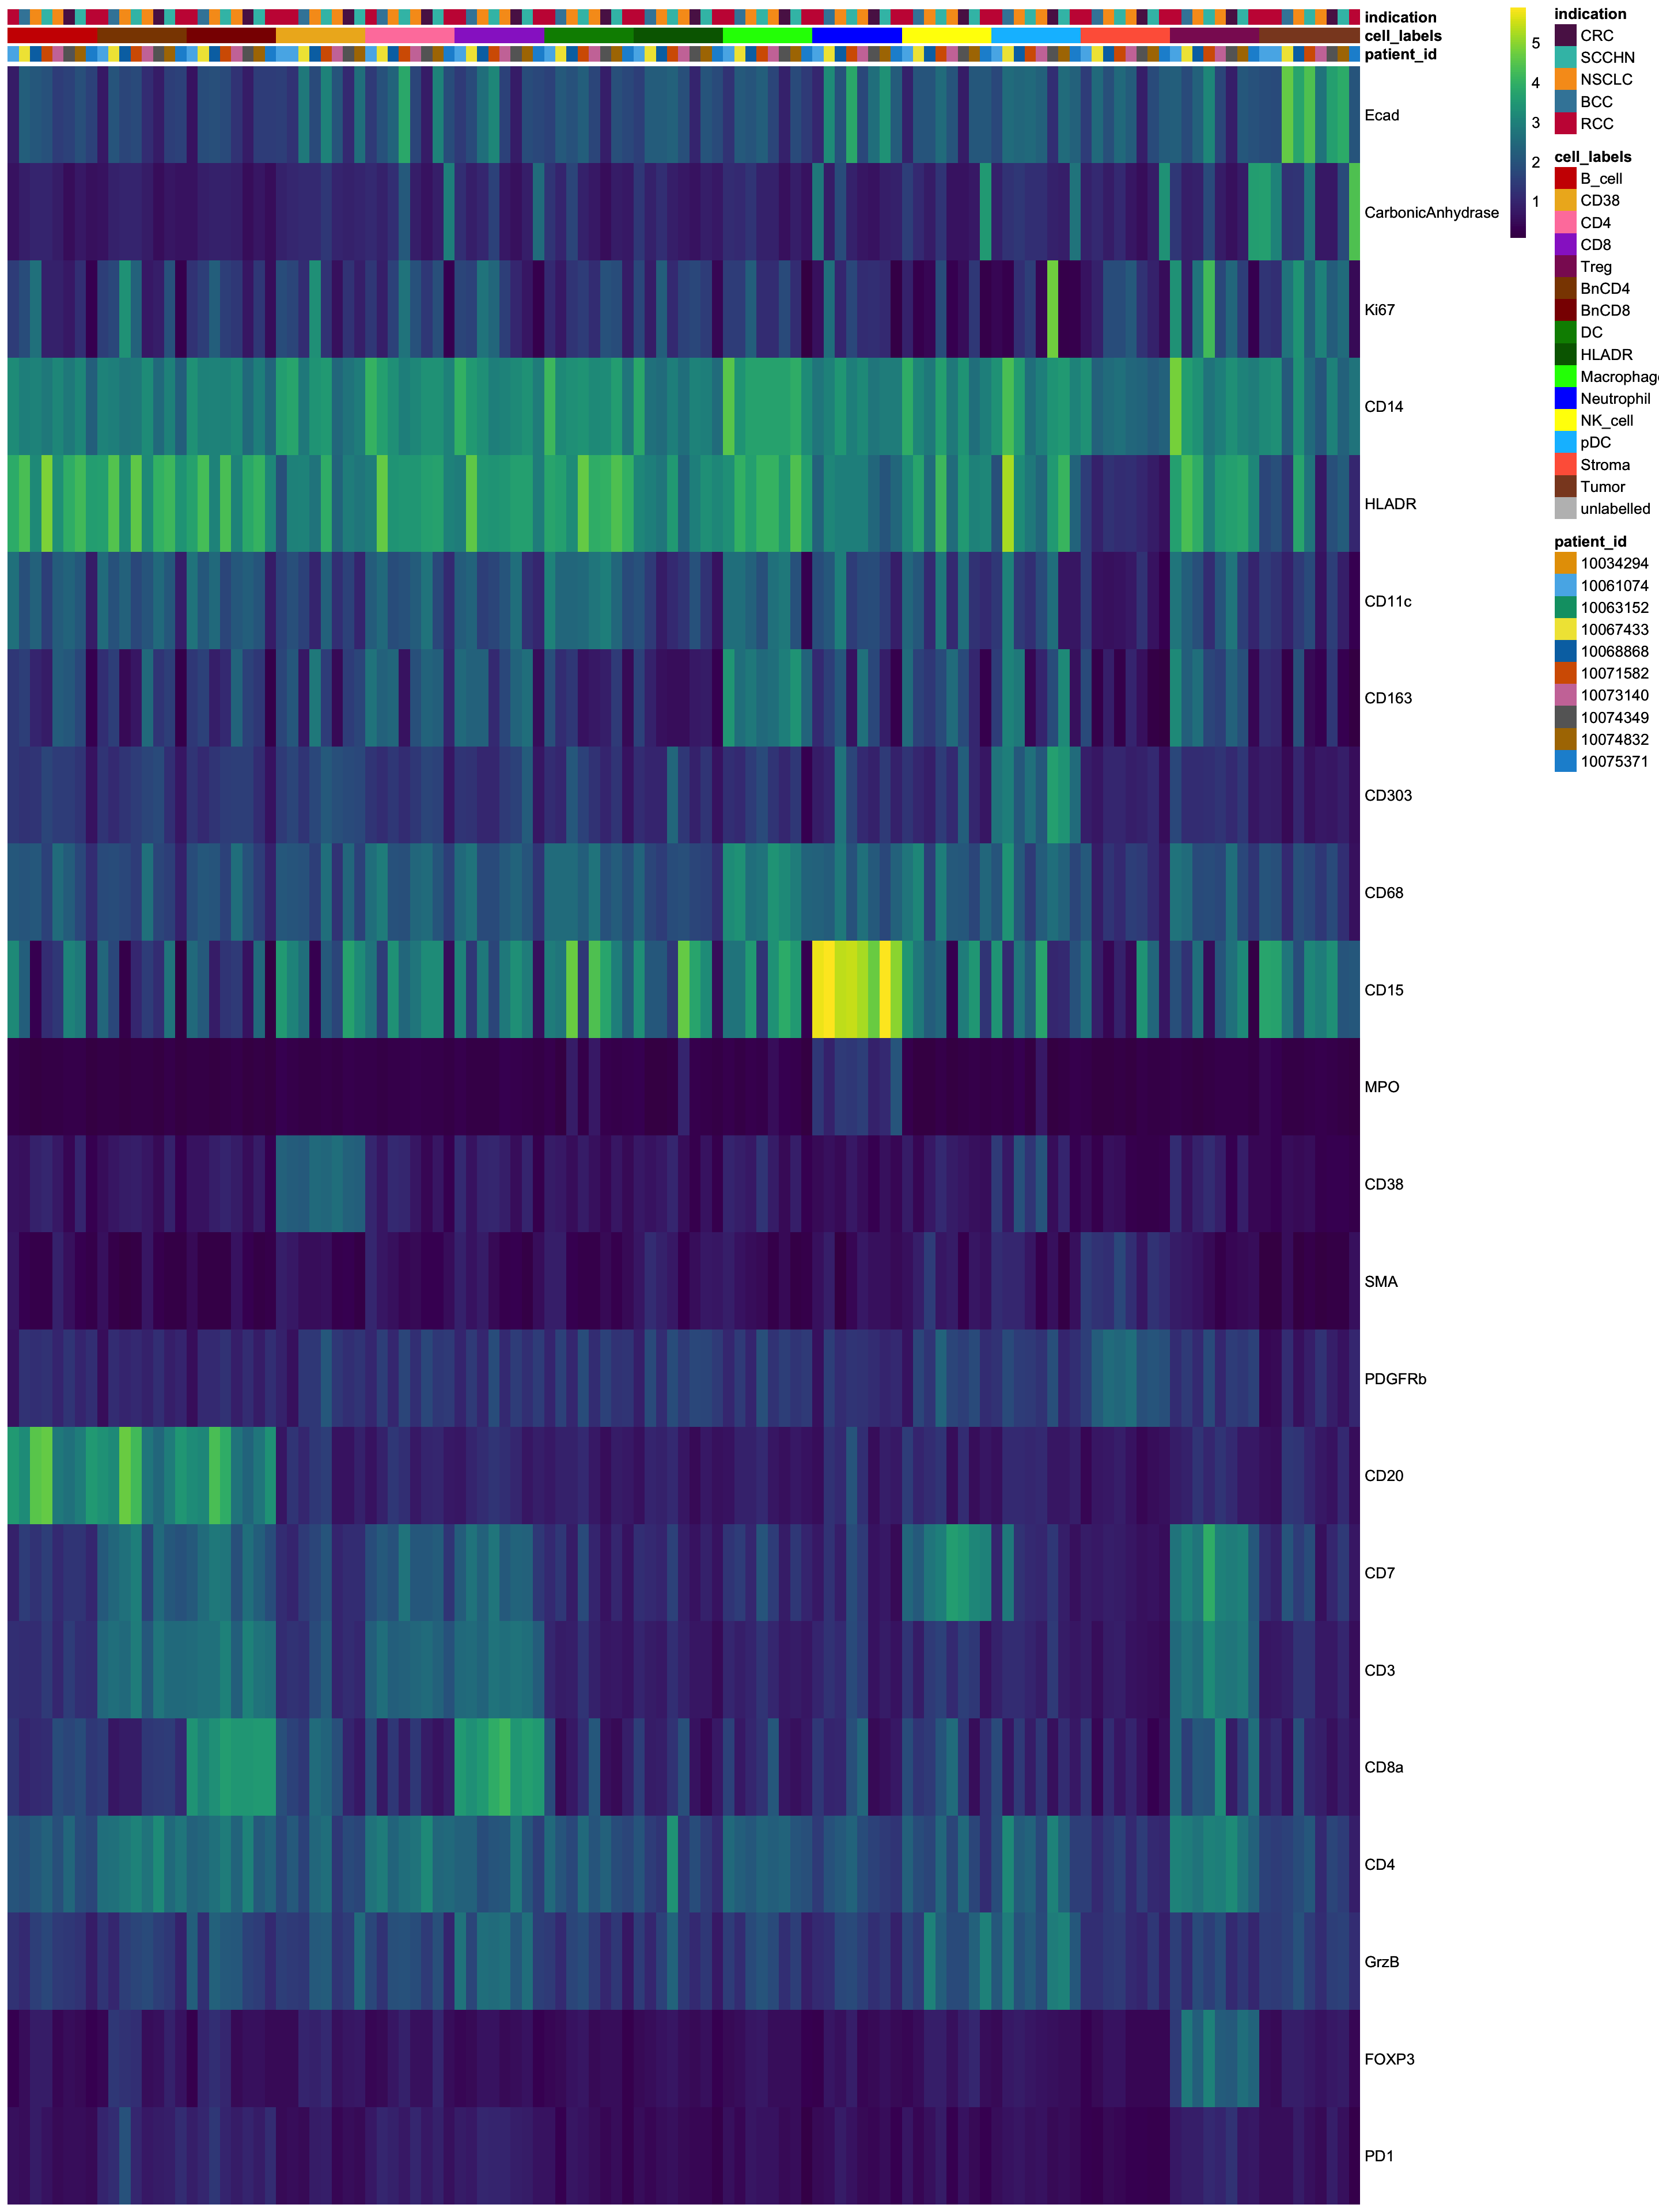 indication
cell_labels
patient_id
Ecad
CarbonicAnhydrase
Ki67
CD14
HLADR
CD11c
CD163
CD303
CD68
CD15
MPO
CD38
SMA
PDGFRb
CD20
CD7
CD3
CD8a
CD4
GrzB
FOXP3
PD1
5
4
3
2
1
indication
CRC
SCCHN
NSCLC
BCC
RCC
cell_labels
B_cell
CD38
CD4
CD8
Treg
BnCD4
BnCD8
DC
HLADR
Macrophag
Neutrophil
NK_cell
pDC
Stroma
Tumor
unlabelled
patient_id
10034294
10061074
10063152
10067433
10068868
10071582
10073140
10074349
10074832
10075371